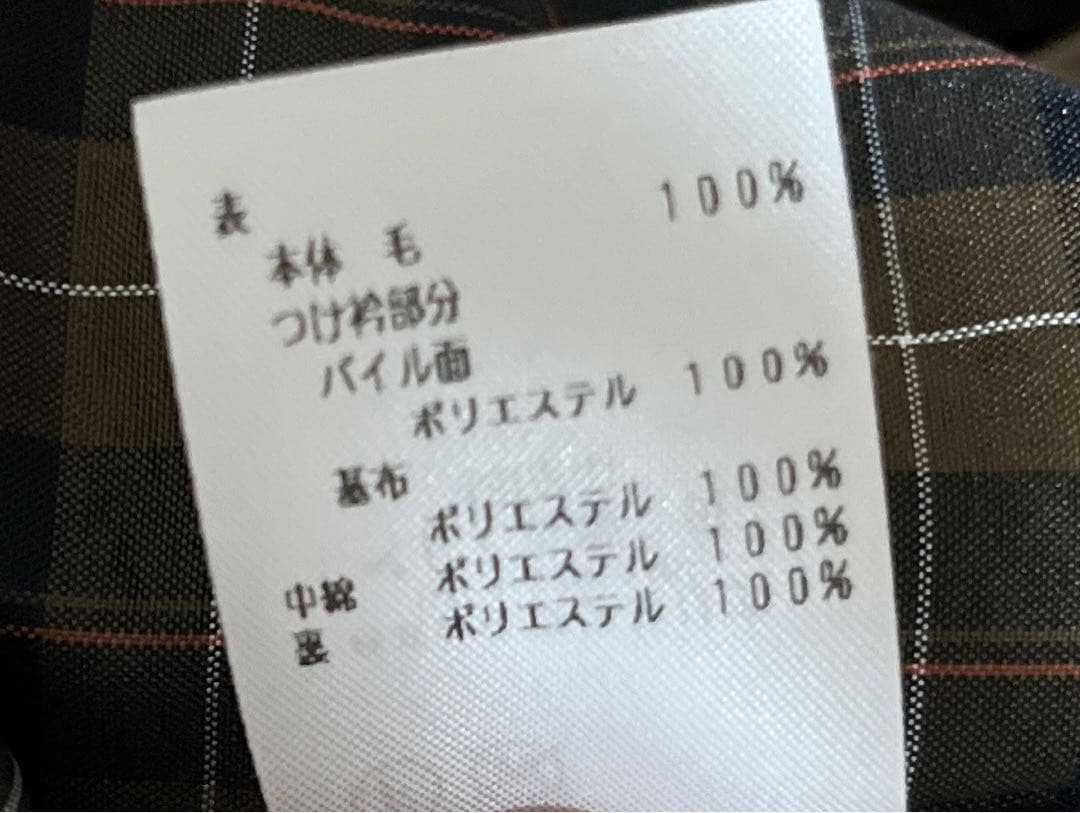 表
本体 毛 100%
つけ衿部分
パイル面
ポリエステル 100%
基布
ポリエステル 100%
中綿 ポリエステル 100%
裏 ポリエステル 100%